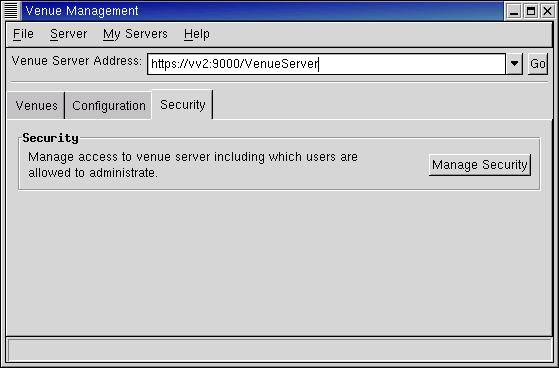 Venue Management
File Server My Servers Help
Venue Server Address: https://vv2:9000/VenueServer Go
Venues Configuration Security
Security
Manage access to venue server including which users are
allowed to administrate.
Manage Security